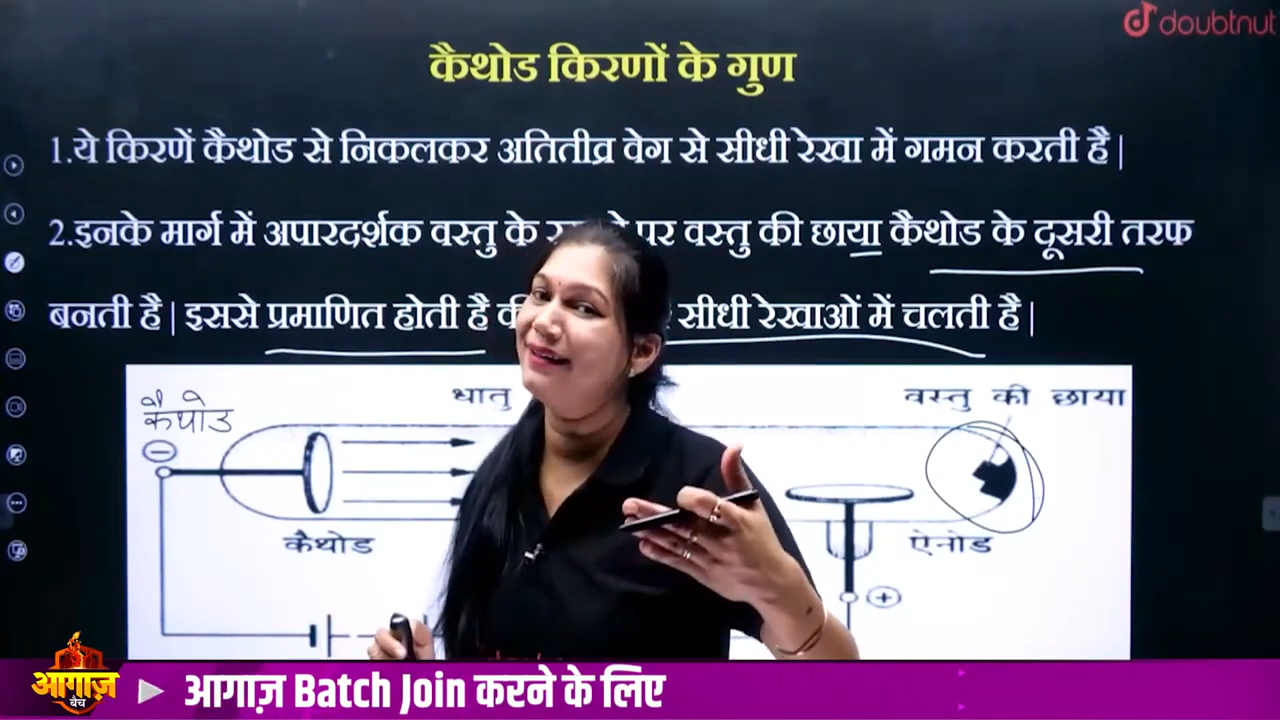 doubtnut
कैथोड किरणों के गुण
1.ये किरणें कैथोड से निकलकर अतितीव्र वेग से सीधी रेखा में गमन करती है |
2.इनके मार्ग में अपारदर्शक वस्तु के पर वस्तु की छाया कैथोड के दूसरी तरफ
बनती है | इससे प्रमाणित होती है सीधी रेखाओं में चलती है |
कैथोड धातु वस्तु की छाया
कैथोड ऐनोड
आगाज़ बैच
आगाज़ Batch Join करने के लिए